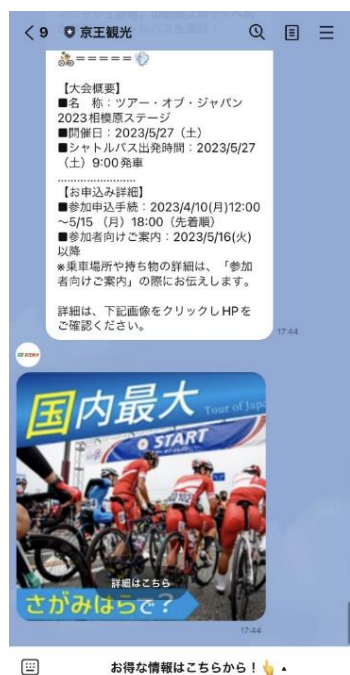 9 京王観光
=====
【大会概要】
■名　称：ツアー・オブ・ジャパン
2023相模原ステージ
■開催日：2023/5/27（土）
■シャトルバス出発時間：2023/5/27
（土）9:00発車
........................
【お申込み詳細】
■参加申込手続：2023/4/10(月)12:00
～5/15 （月）18:00（先着順）
■参加者向けご案内：2023/5/16(火)
以降
※乗車場所や持ち物の詳細は、「参加
者向けご案内」の際にお伝えします。
詳細は、下記画像をクリックしHPを
ご確認ください。
17:44
国内最大
Tour of Japa
START
詳細はこちら
さがみはらで？
17:44
お得な情報はこちらから！👆 ▲